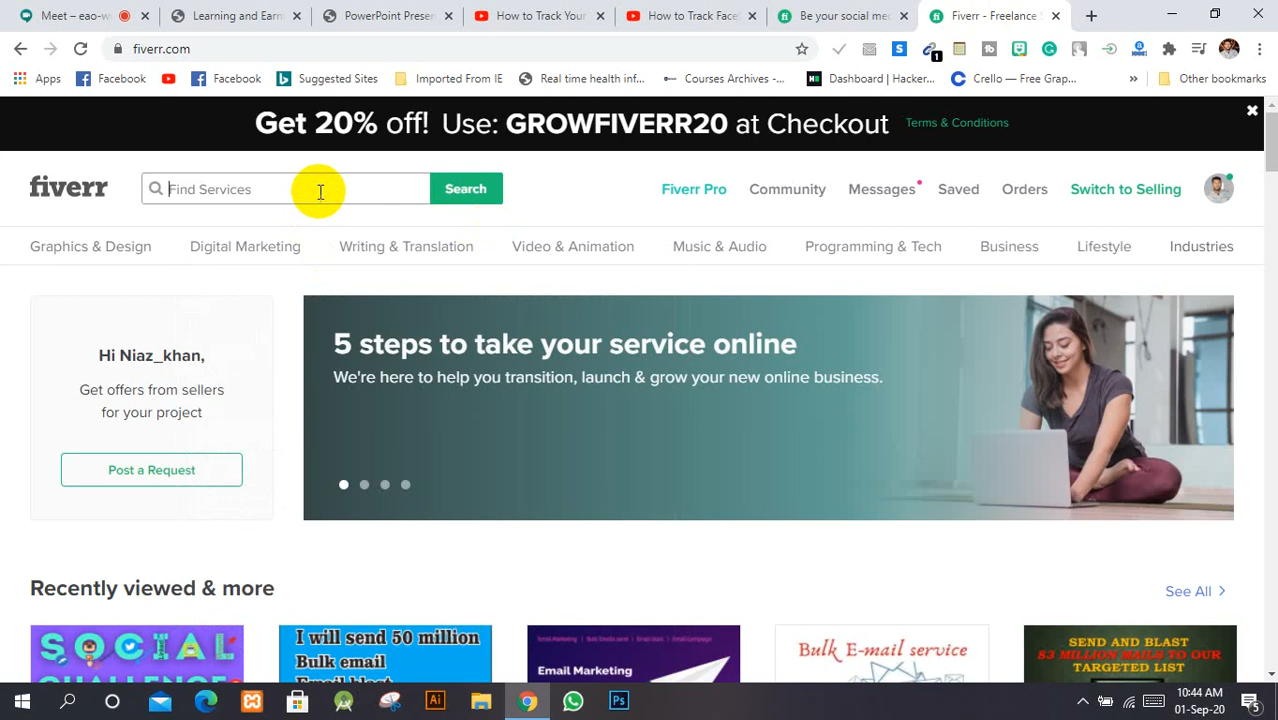 Meet – eao-w
Learning and Earn
PowerPoint Presen
How to Track Your
How to Track Face
Be your social me
Fiverr - Freelance
fiverr.com
1
Apps
Facebook
Facebook
Suggested Sites
Imported From IE
Real time health inf...
Courses Archives -...
Dashboard | Hacker...
Crello — Free Grap...
Other bookmarks
Get 20% off! Use: GROWFIVERR20 at Checkout
Terms & Conditions
fiverr
Find Services
Search
Fiverr Pro
Community
Messages
Saved
Orders
Switch to Selling
Graphics & Design
Digital Marketing
Writing & Translation
Video & Animation
Music & Audio
Programming & Tech
Business
Lifestyle
Industries
Hi Niaz_khan,
Get offers from sellers
for your project
Post a Request
5 steps to take your service online
We're here to help you transition, launch & grow your new online business.
Recently viewed & more
See All
SOCIAL
CHALLENGE
I will send 50 million
Bulk email
Email blast
Email Marketing
Bulk E-mail service
SEND AND BLAST
83 MILLION MAILS TO OUR
TARGETED LIST
10:44 AM
01-Sep-20
5